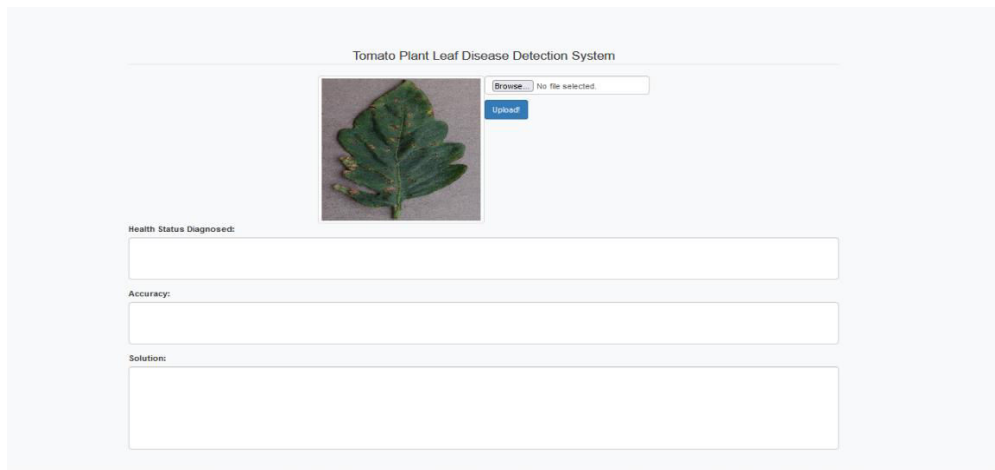 Tomato Plant Leaf Disease Detection System
Browse... No file selected.
Upload!
Health Status Diagnosed:
Accuracy:
Solution: